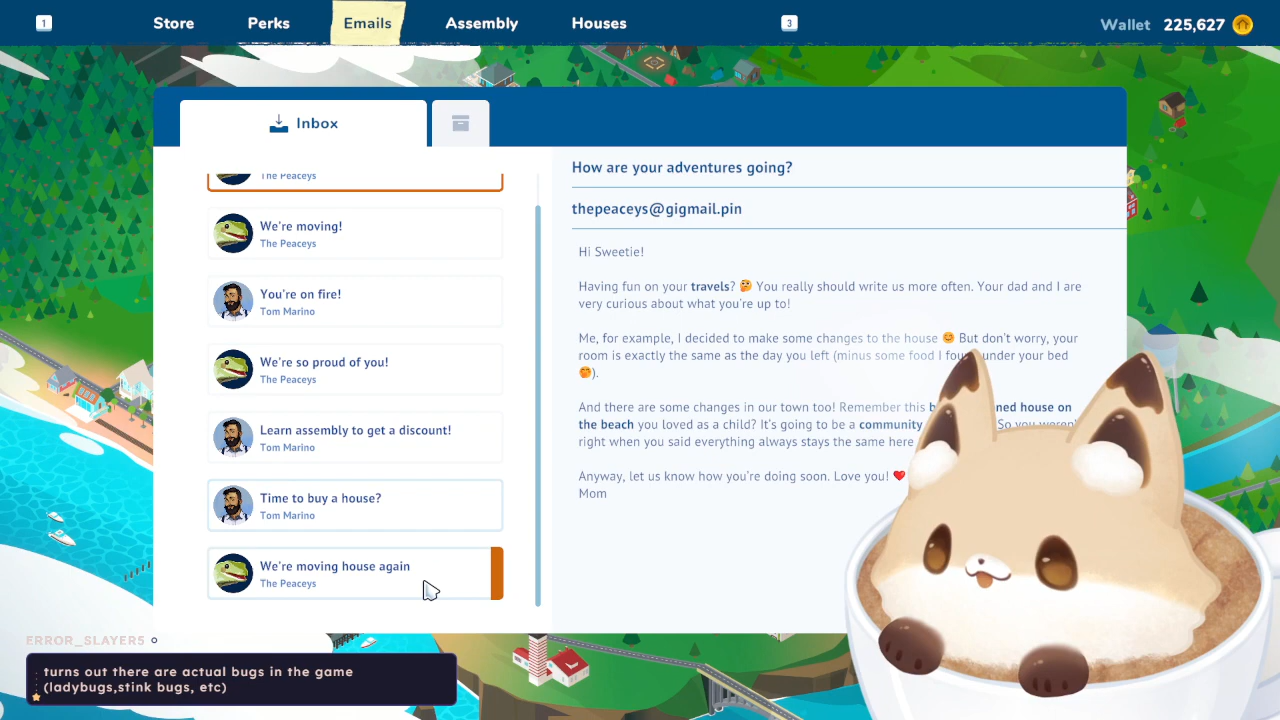 1
Store
Perks
Emails
Assembly
Houses
3
Wallet 225,627
Inbox
The Peaceys
We're moving!
The Peaceys
You're on fire!
Tom Marino
We're so proud of you!
The Peaceys
Learn assembly to get a discount!
Tom Marino
Time to buy a house?
Tom Marino
We're moving house again
The Peaceys
How are your adventures going?
thepeaceys@gigmail.pin
Hi Sweetie!
Having fun on your travels? 🤔 You really should write us more often. Your dad and I are
very curious about what you're up to!
Me, for example, I decided to make some changes to the house 😊 But don't worry, your
room is exactly the same as the day you left (minus some food I under your bed
🤭).
And there are some changes in our town too! Remember this house on
the beach you loved as a child? It's going to be a community So you
right when you said everything always stays the same here
Anyway, let us know how you're doing soon. Love you! ❤️
Mom
ERROR_SLAYER5
turns out there are actual bugs in the game
(ladybugs,stink bugs, etc)